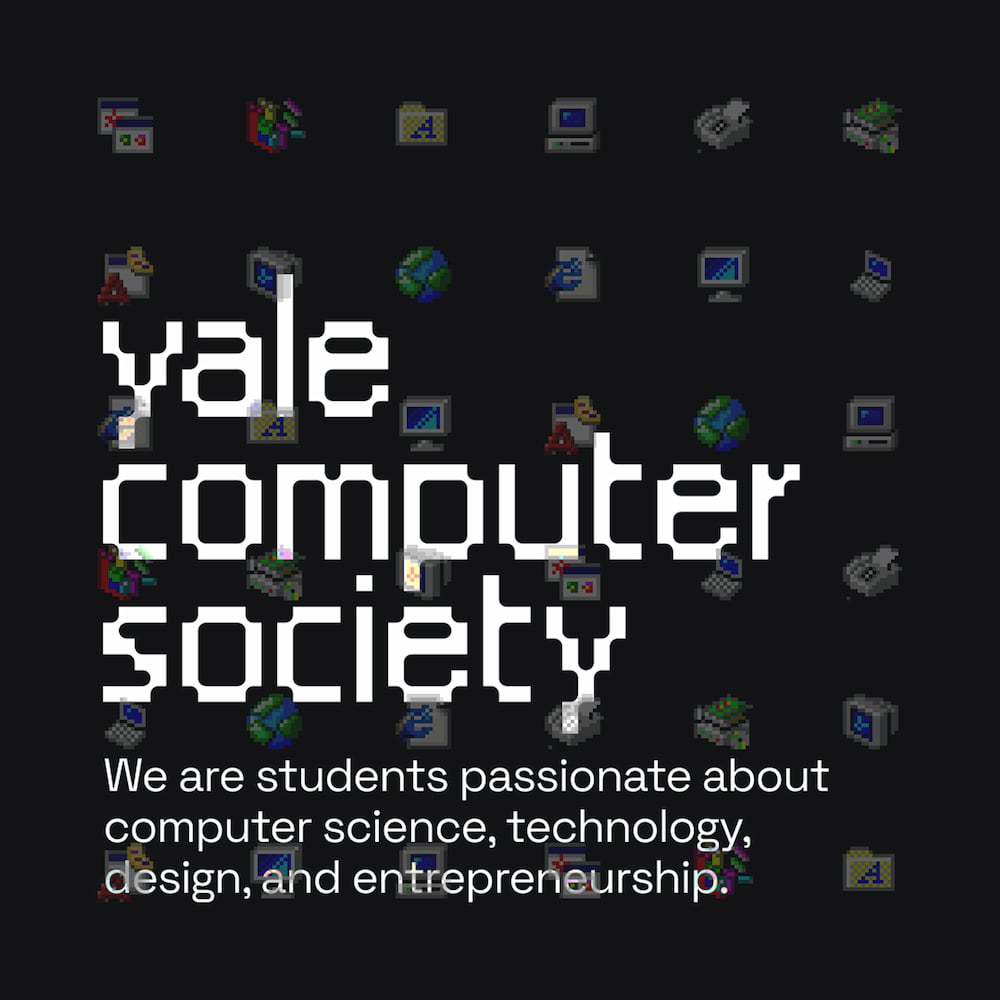 yale
computer
society
We are students passionate about
computer science, technology,
design, and entrepreneurship.